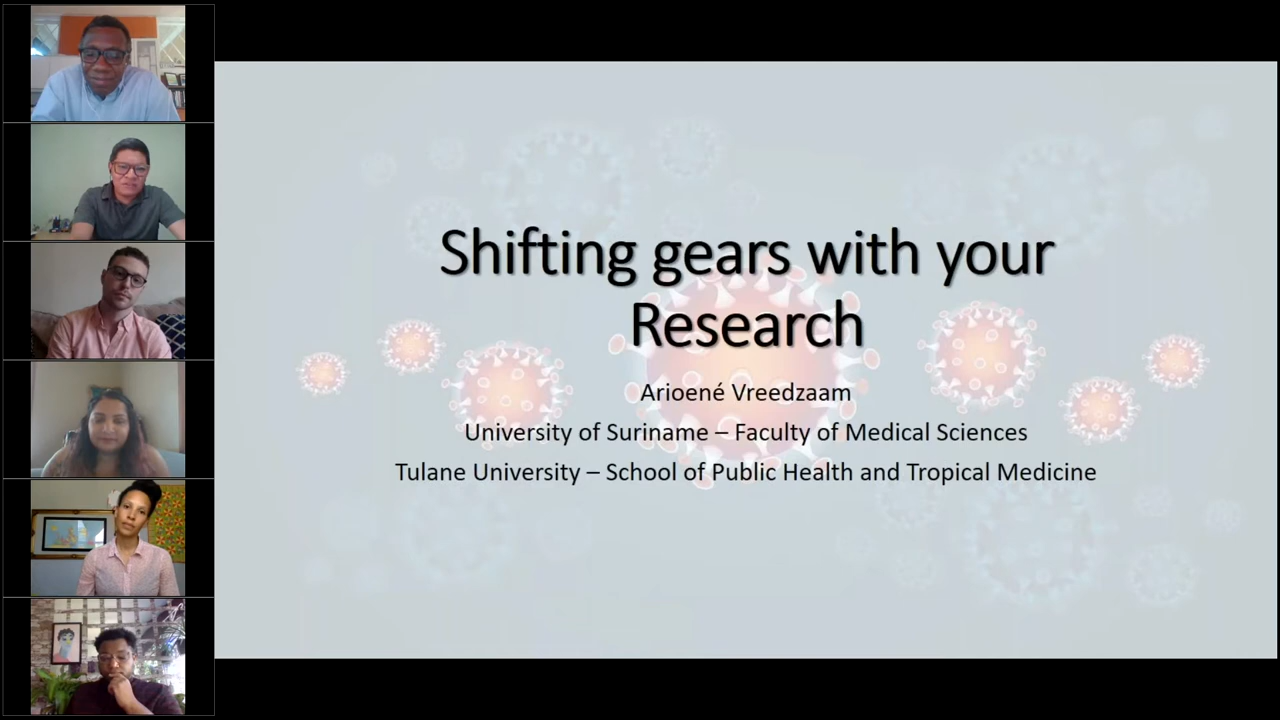 Shifting gears with your
Research
Arioené Vreedzaam
University of Suriname – Faculty of Medical Sciences
Tulane University – School of Public Health and Tropical Medicine